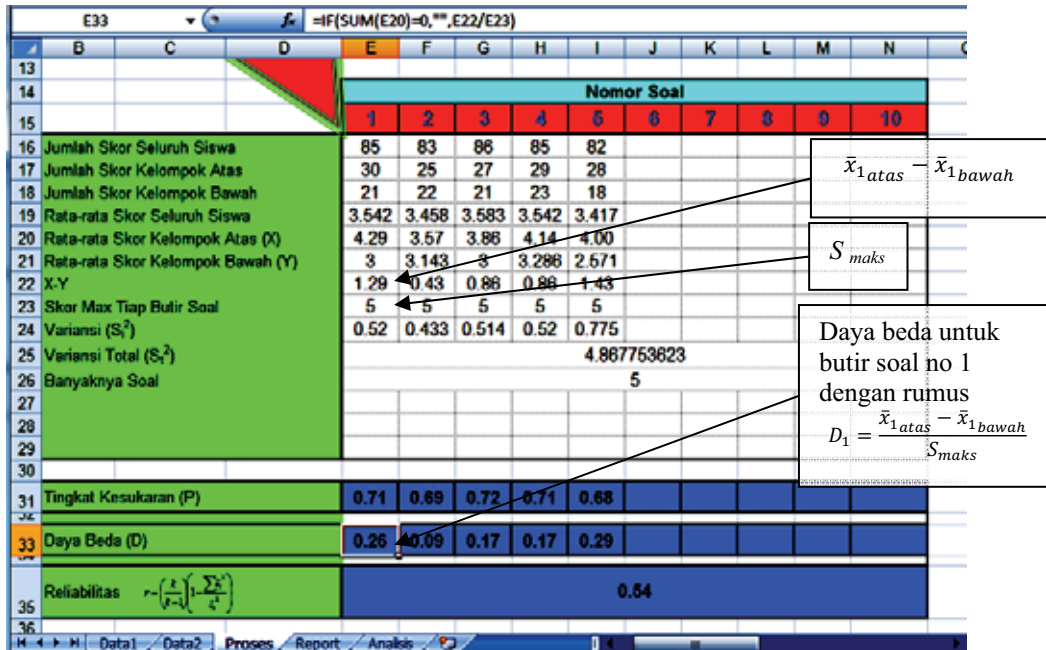 E33 fx =IF(SUM(E20)=0,"",E22/E23)
B C D E F G H I J K L M N
13
14 Nomor Soal
15 1 2 3 4 5 6 7 8 9 10
16 Jumlah Skor Seluruh Siswa 85 83 86 85 82
17 Jumlah Skor Kelompok Atas 30 25 27 29 28
18 Jumlah Skor Kelompok Bawah 21 22 21 23 18
19 Rata-rata Skor Seluruh Siswa 3.542 3.458 3.583 3.542 3.417
20 Rata-rata Skor Kelompok Atas (X) 4.29 3.57 3.86 4.14 4.00
21 Rata-rata Skor Kelompok Bawah (Y) 3 3.143 3 3.286 2.571
22 X-Y 1.29 0.43 0.86 0.86 1.43
23 Skor Max Tiap Butir Soal 5 5 5 5 5
24 Variansi (Sᵢ²) 0.52 0.433 0.514 0.52 0.775
25 Variansi Total (Sₜ²) 4.867753623
26 Banyaknya Soal 5
27
28
29
30
31 Tingkat Kesukaran (P) 0.71 0.69 0.72 0.71 0.68
32
33 Daya Beda (D) 0.26 0.09 0.17 0.17 0.29
35 Reliabilitas 0.54
36
Data1 Data2 Proses Report Analsis
x̄₁atas − x̄₁bawah
S maks
Daya beda untuk
butir soal no 1
dengan rumus
D₁ = (x̄₁atas − x̄₁bawah) / Smaks